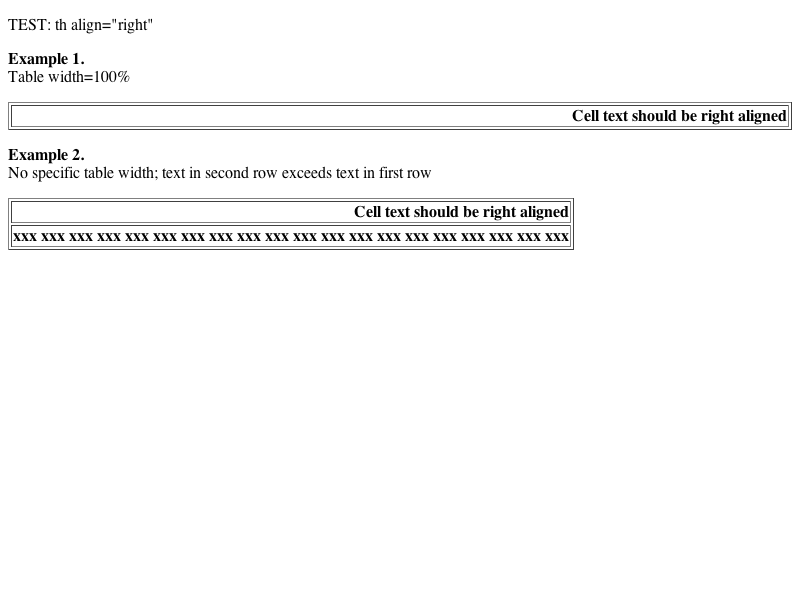 TEST: th align="right"
Example 1.
Table width=100%
Cell text should be right aligned
Example 2.
No specific table width; text in second row exceeds text in first row
Cell text should be right aligned
xxx xxx xxx xxx xxx xxx xxx xxx xxx xxx xxx xxx xxx xxx xxx xxx xxx xxx xxx xxx